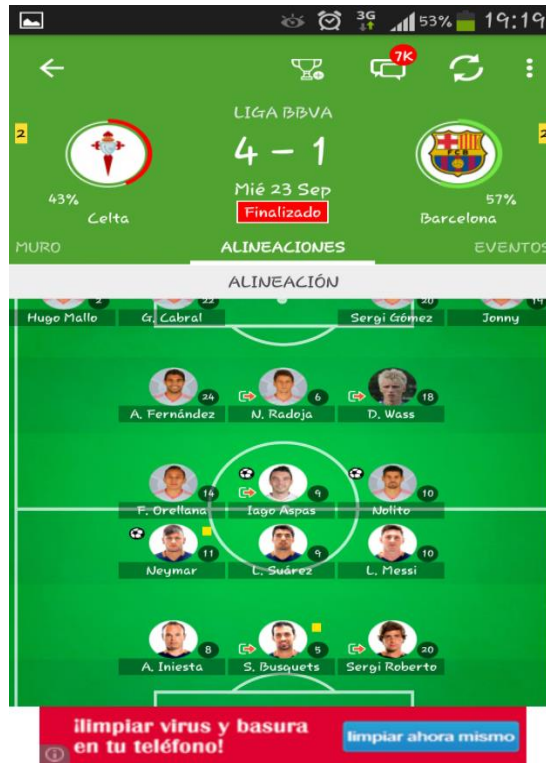 3G 53% 19:19
7K
LIGA BBVA
4 - 1
2
2
Mié 23 Sep
43%
57%
Finalizado
Celta
Barcelona
MURO
ALINEACIONES
EVENTOS
ALINEACIÓN
2 22 20 19
Hugo Mallo
G. Cabral
Sergi Gómez
Jonny
24 6 18
A. Fernández
N. Radoja
D. Wass
14 9 10
F. Orellana
Iago Aspas
Nolito
11 9 10
Neymar
L. Suárez
L. Messi
8 5 20
A. Iniesta
S. Busquets
Sergi Roberto
¡limpiar virus y basura
en tu teléfono!
limpiar ahora mismo